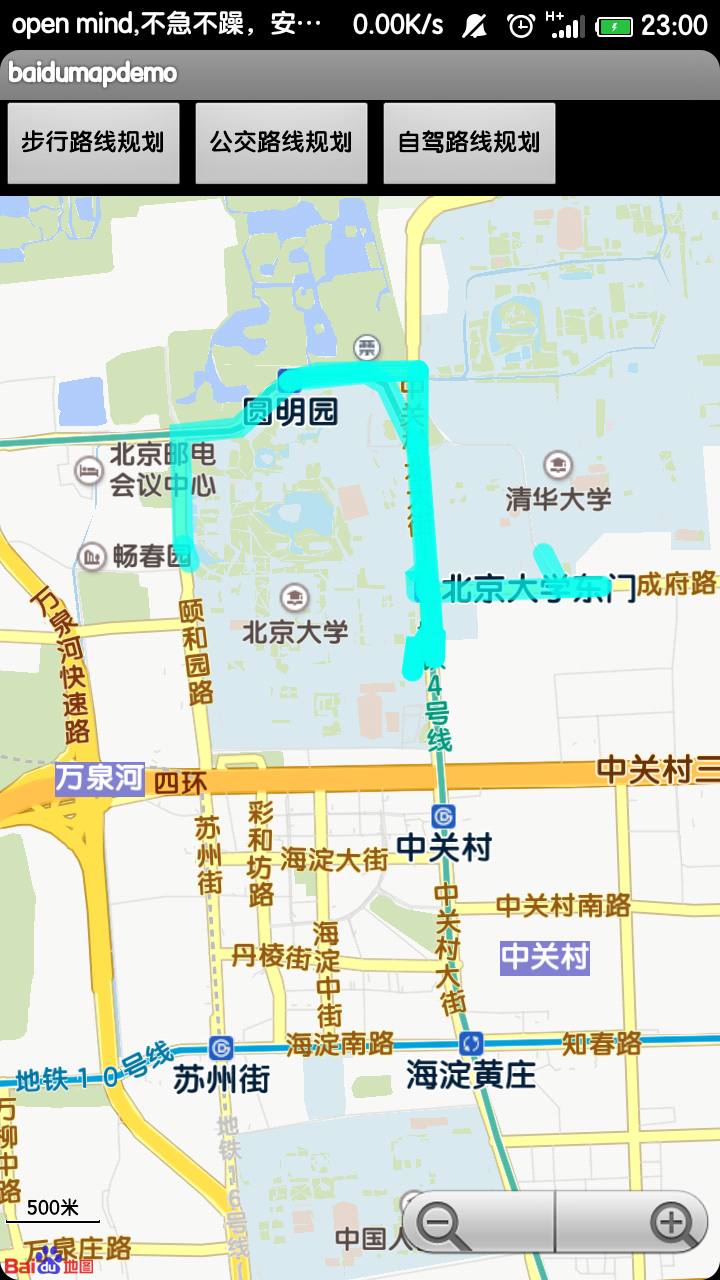 open mind,不急不躁，安… 0.00K/s H+ 23:00
baidumapdemo
步行路线规划 公交路线规划 自驾路线规划
票
圆明园
北京邮电
会议中心
清华大学
畅春园
北京大学东门
成府路
北京大学
颐和园路
万泉河快速路
4号线
万泉河
四环
中关村三
中关村
苏州街
彩和坊路
海淀大街
中关村大街
中关村南路
海淀中街
丹棱街
中关村
海淀南路
知春路
地铁10号线
苏州街
海淀黄庄
万柳中路
地铁16号线
500米
中国人
万泉庄路
Bai du 地图